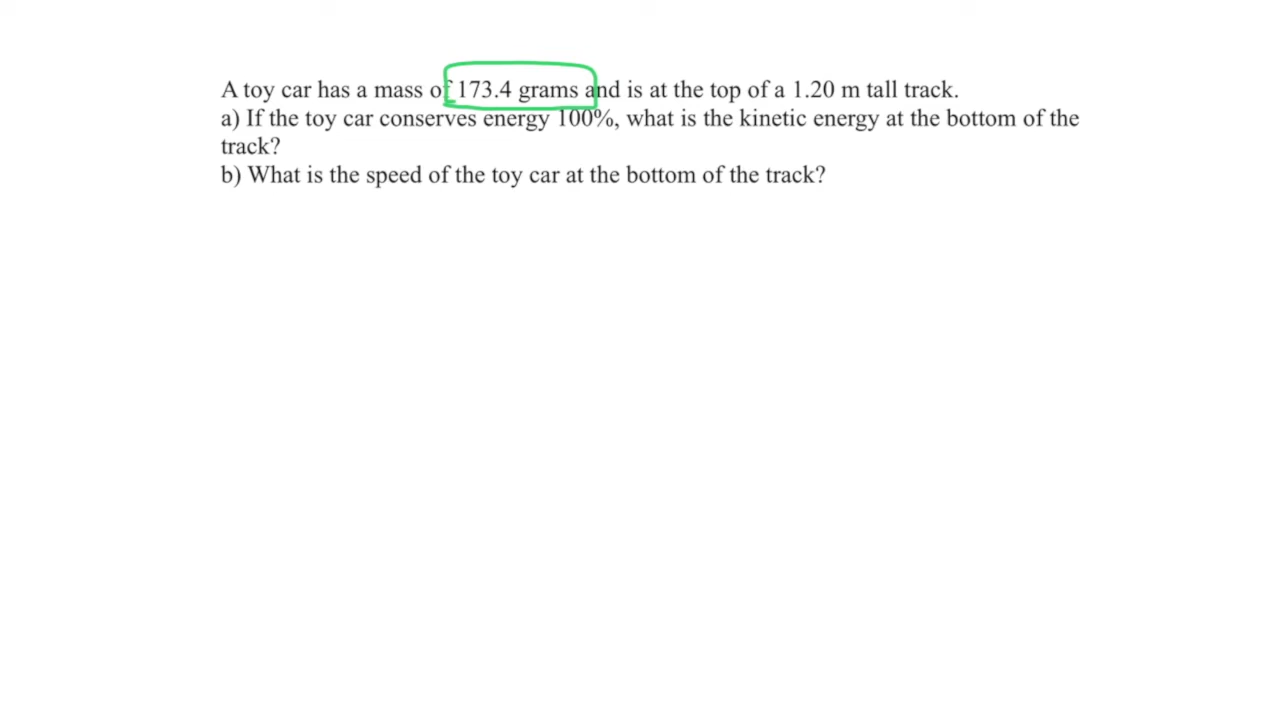 A toy car has a mass of 173.4 grams and is at the top of a 1.20 m tall track.
a) If the toy car conserves energy 100%, what is the kinetic energy at the bottom of the
track?
b) What is the speed of the toy car at the bottom of the track?